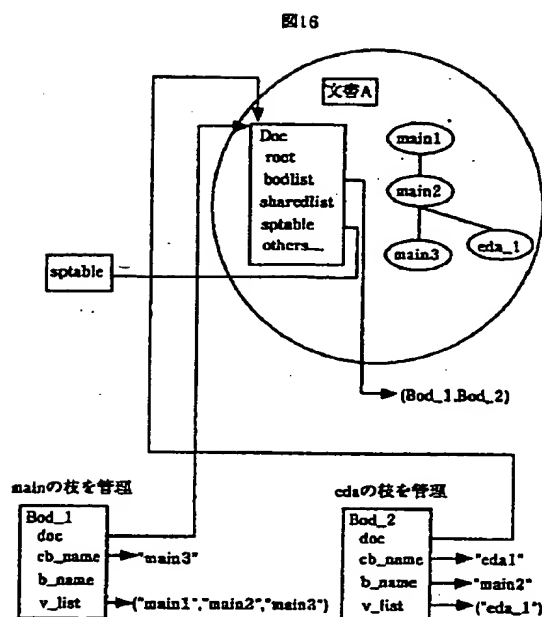 図16
文書A
Doc
root
bodlist
sharedlist
sptable
others
main1
main2
main3
eda_1
sptable
(Bod_1.Bod_2)
mainの枝を管理
Bod_1
doc
cb_name
"main3"
b_name
v_list
("main1","main2","main3")
edaの枝を管理
Bod_2
doc
cb_name
"eda1"
b_name
"main2"
v_list
("eda_1")